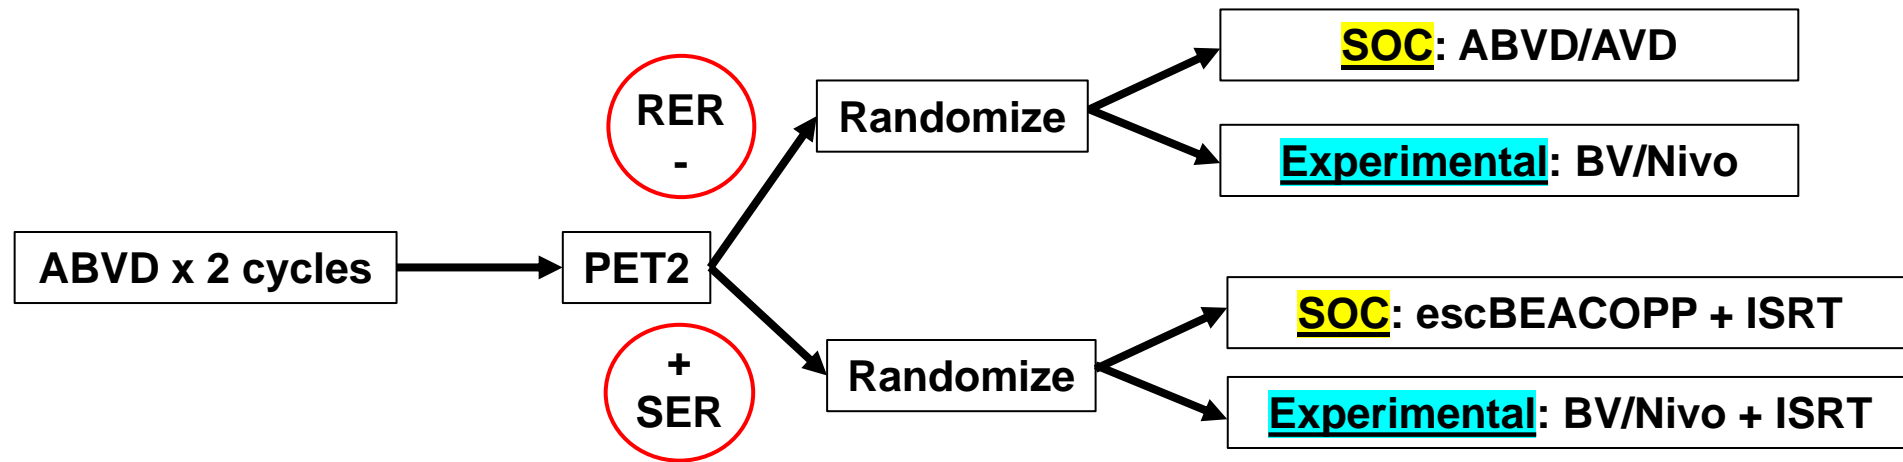 ABVD x 2 cycles
PET2
RER
-
Randomize
SOC: ABVD/AVD
Experimental: BV/Nivo
+
SER
Randomize
SOC: escBEACOPP + ISRT
Experimental: BV/Nivo + ISRT